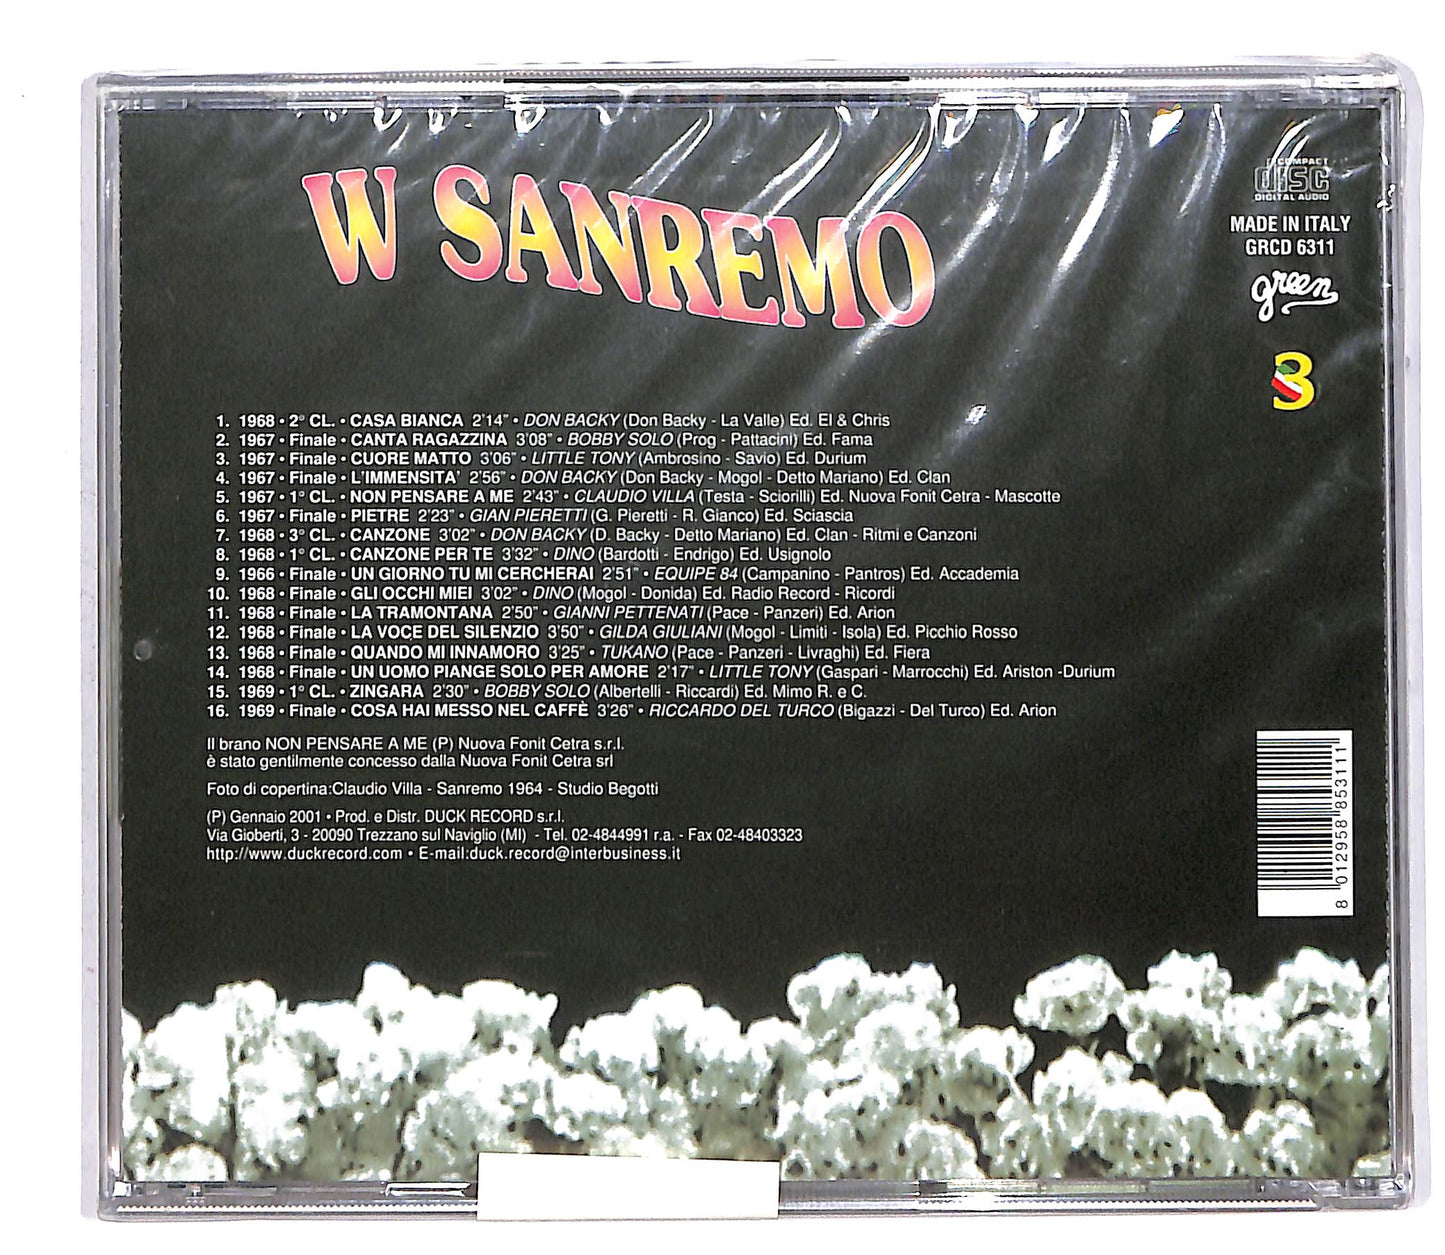 W SANREMO
COMPACT
disc
DIGITAL AUDIO
MADE IN ITALY
GRCD 6311
green
3
1. 1968 • 2° CL. • CASA BIANCA 2'14" • DON BACKY (Don Backy - La Valle) Ed. El & Chris
2. 1967 • Finale • CANTA RAGAZZINA 3'08" • BOBBY SOLO (Prog - Pattacini) Ed. Fama
3. 1967 • Finale • CUORE MATTO 3'06" • LITTLE TONY (Ambrosino - Savio) Ed. Durium
4. 1967 • Finale • L'IMMENSITA' 2'56" • DON BACKY (Don Backy - Mogol - Detto Mariano) Ed. Clan
5. 1967 • 1° CL. • NON PENSARE A ME 2'43" • CLAUDIO VILLA (Testa - Sciorilli) Ed. Nuova Fonit Cetra - Mascotte
6. 1967 • Finale • PIETRE 2'23" • GIAN PIERETTI (G. Pieretti - R. Gianco) Ed. Sciascia
7. 1968 • 3° CL. • CANZONE 3'02" • DON BACKY (D. Backy - Detto Mariano) Ed. Clan - Ritmi e Canzoni
8. 1968 • 1° CL. • CANZONE PER TE 3'32" • DINO (Bardotti - Endrigo) Ed. Usignolo
9. 1966 • Finale • UN GIORNO TU MI CERCHERAI 2'51" • EQUIPE 84 (Campanino - Pantros) Ed. Accademia
10. 1968 • Finale • GLI OCCHI MIEI 3'02" • DINO (Mogol - Donida) Ed. Radio Record - Ricordi
11. 1968 • Finale • LA TRAMONTANA 2'50" • GIANNI PETTENATI (Pace - Panzeri) Ed. Arion
12. 1968 • Finale • LA VOCE DEL SILENZIO 3'50" • GILDA GIULIANI (Mogol - Limiti - Isola) Ed. Picchio Rosso
13. 1968 • Finale • QUANDO MI INNAMORO 3'25" • TUKANO (Pace - Panzeri - Livraghi) Ed. Fiera
14. 1968 • Finale • UN UOMO PIANGE SOLO PER AMORE 2'17" • LITTLE TONY (Gaspari - Marrocchi) Ed. Ariston -Durium
15. 1969 • 1° CL. • ZINGARA 2'30" • BOBBY SOLO (Albertelli - Riccardi) Ed. Mimo R. e C.
16. 1969 • Finale • COSA HAI MESSO NEL CAFFÈ 3'26" • RICCARDO DEL TURCO (Bigazzi - Del Turco) Ed. Arion
Il brano NON PENSARE A ME (P) Nuova Fonit Cetra s.r.l.
è stato gentilmente concesso dalla Nuova Fonit Cetra srl
Foto di copertina:Claudio Villa - Sanremo 1964 - Studio Begotti
(P) Gennaio 2001 • Prod. e Distr. DUCK RECORD s.r.l.
Via Gioberti, 3 - 20090 Trezzano sul Naviglio (MI) - Tel. 02-4844991 r.a. - Fax 02-48403323
http://www.duckrecord.com • E-mail:duck.record@interbusiness.it
8 012958 853111